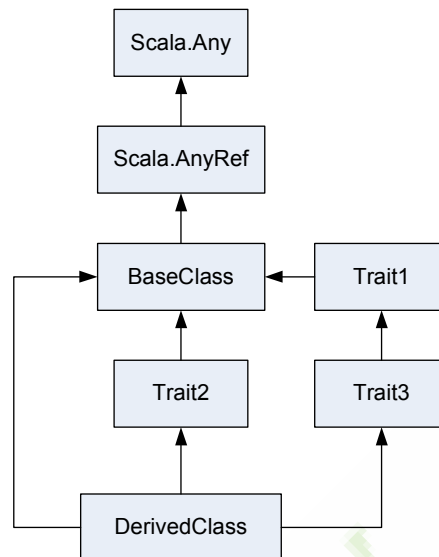 Scala.Any
Scala.AnyRef
BaseClass
Trait1
Trait2
Trait3
DerivedClass